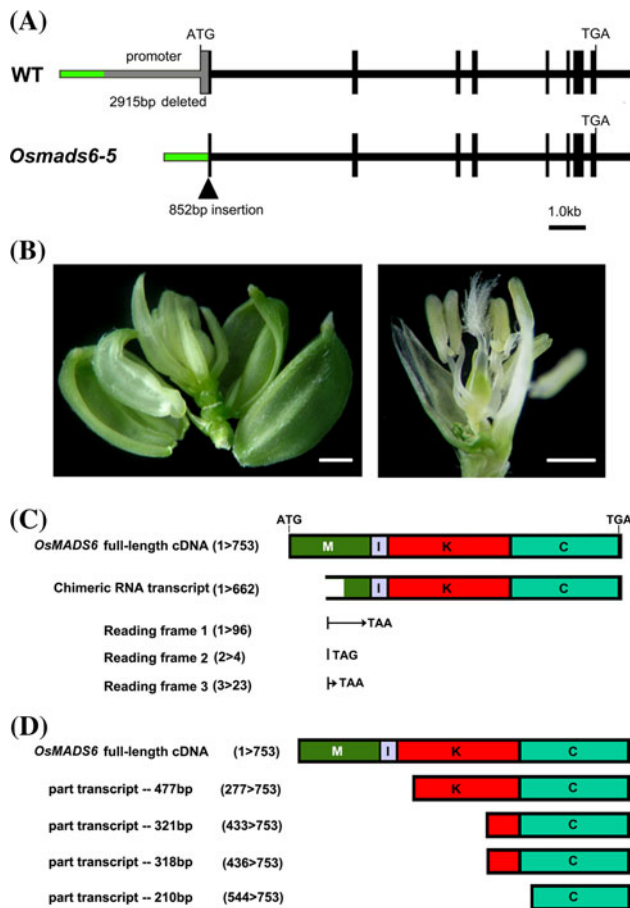 (A)
ATG
TGA
promoter
WT
2915bp deleted
TGA
Osmads6-5
852bp insertion
1.0kb
(B)
(C)
ATG
TGA
OsMADS6 full-length cDNA (1>753)
M I K C
Chimeric RNA transcript (1>662)
I K C
Reading frame 1 (1>96)
TAA
Reading frame 2 (2>4)
TAG
Reading frame 3 (3>23)
TAA
(D)
OsMADS6 full-length cDNA (1>753)
M I K C
part transcript -- 477bp (277>753)
K C
part transcript -- 321bp (433>753)
C
part transcript -- 318bp (436>753)
C
part transcript -- 210bp (544>753)
C